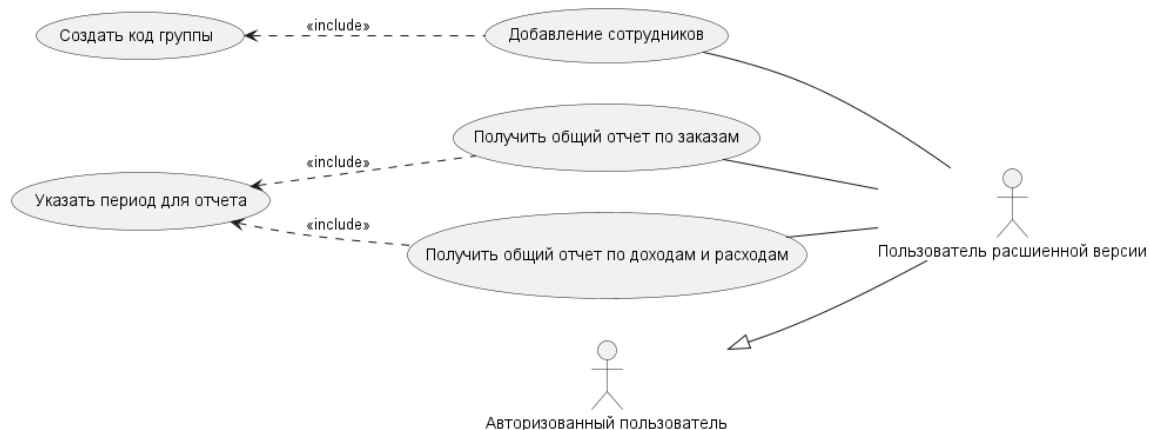 Создать код группы
«include»
Добавление сотрудников
Получить общий отчет по заказам
«include»
Указать период для отчета
«include»
Получить общий отчет по доходам и расходам
Пользователь расшиенной версии
Авторизованный пользователь